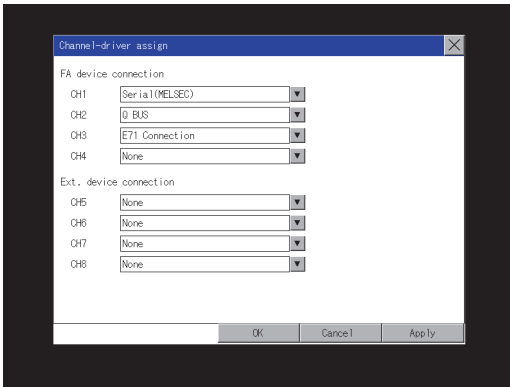 Channel-driver assign
FA device connection
CH1 Serial(MELSEC)
CH2 Q BUS
CH3 E71 Connection
CH4 None
Ext. device connection
CH5 None
CH6 None
CH7 None
CH8 None
OK Cancel Apply